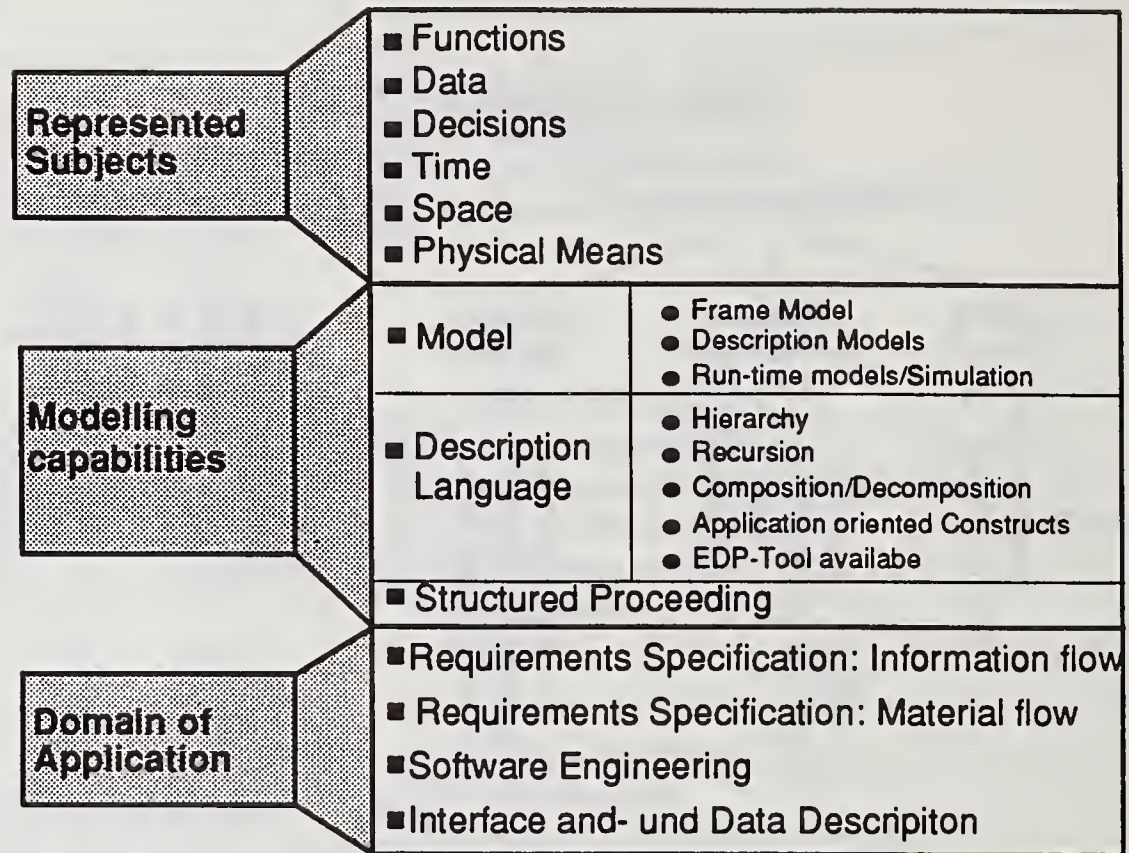 Represented
Subjects
■ Functions
■ Data
■ Decisions
■ Time
■ Space
■ Physical Means
Modelling
capabilities
■ Model
● Frame Model
● Description Models
● Run-time models/Simulation
■ Description
Language
● Hierarchy
● Recursion
● Composition/Decomposition
● Application oriented Constructs
● EDP-Tool availabe
■ Structured Proceeding
Domain of
Application
■Requirements Specification: Information flow
■ Requirements Specification: Material flow
■Software Engineering
■Interface and- und Data Descripiton